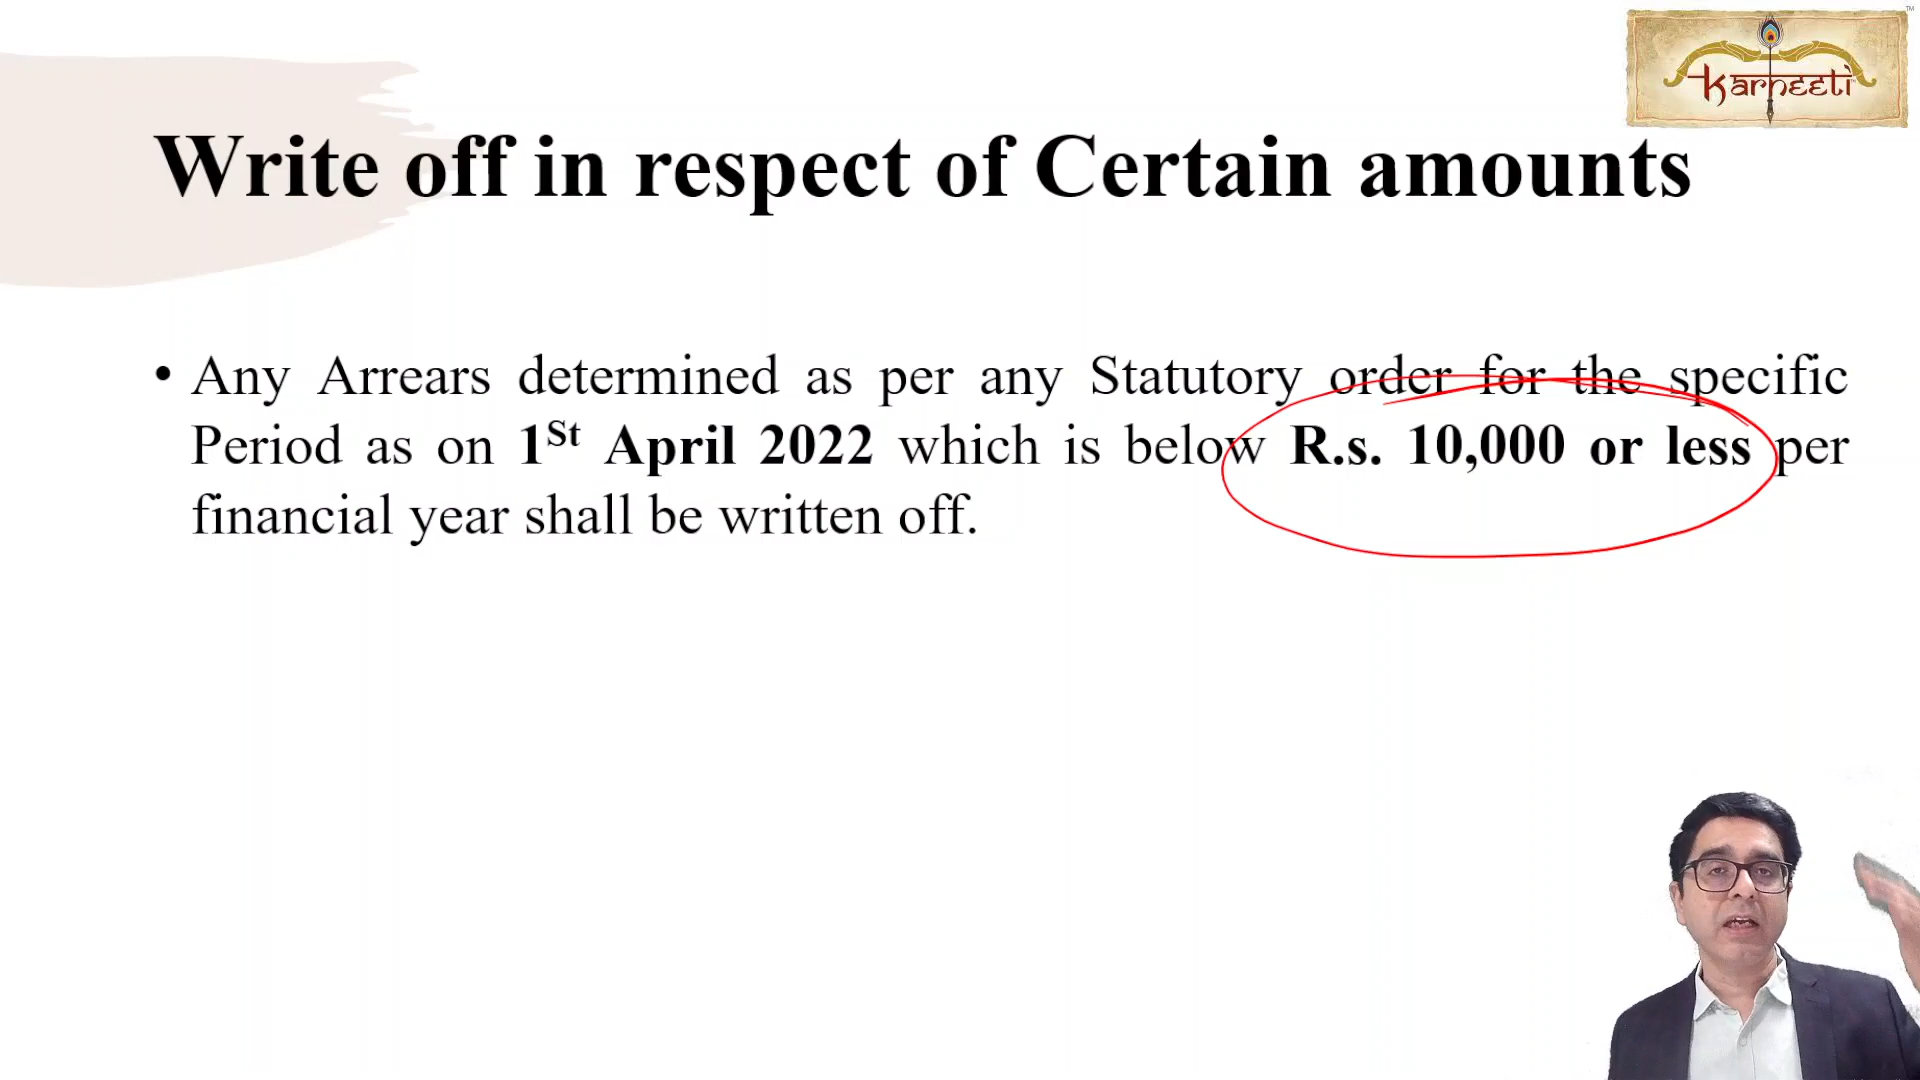 TM
karneeti
Write off in respect of Certain amounts
• Any Arrears determined as per any Statutory order for the specific
Period as on 1St April 2022 which is below R.s. 10,000 or less per
financial year shall be written off.